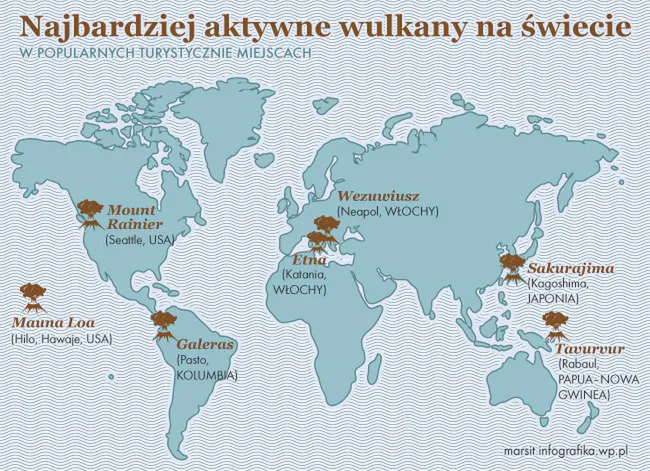 Najbardziej aktywne wulkany na świecie
W POPULARNYCH TURYSTYCZNIE MIEJSCACH
Wezuwiusz
(Neapol, WŁOCHY)
Mount
Rainier
(Seattle, USA)
Etna
(Katania,
WŁOCHY)
Sakurajima
(Kagoshima,
JAPONIA)
Mauna Loa
(Hilo, Hawaje, USA)
Galeras
(Pasto,
KOLUMBIA)
Tavurvur
(Rabaul,
PAPUA-NOWA
GWINEA)
marsit infografika.wp.pl